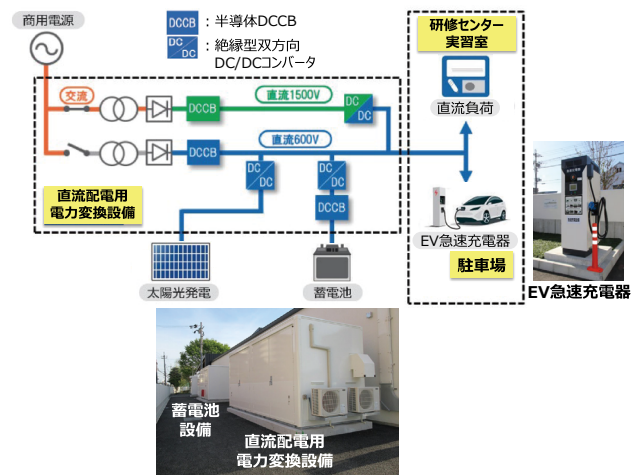 商用電源
DCCB
：半導体DCCB
DC
DC
：絶縁型双方向
DC/DCコンバータ
研修センター
実習室
直流負荷
交流
DCCB
直流1500V
DC
DC
DCCB
直流600V
DC
DC
DC
DC
DCCB
直流配電用
電力変換設備
太陽光発電
蓄電池
EV急速充電器
駐車場
EV急速充電器
蓄電池
設備
直流配電用
電力変換設備